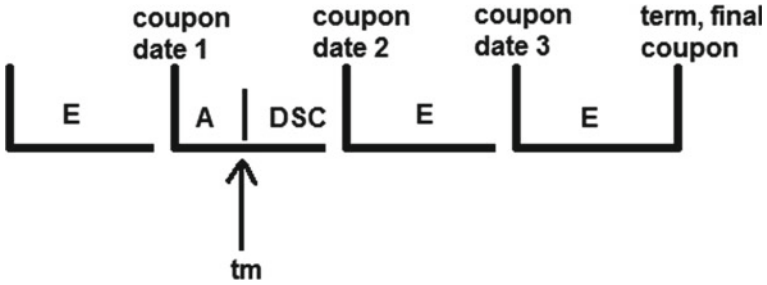 coupon
date 1
coupon
date 2
coupon
date 3
term, final
coupon
E
A
DSC
E
E
tm